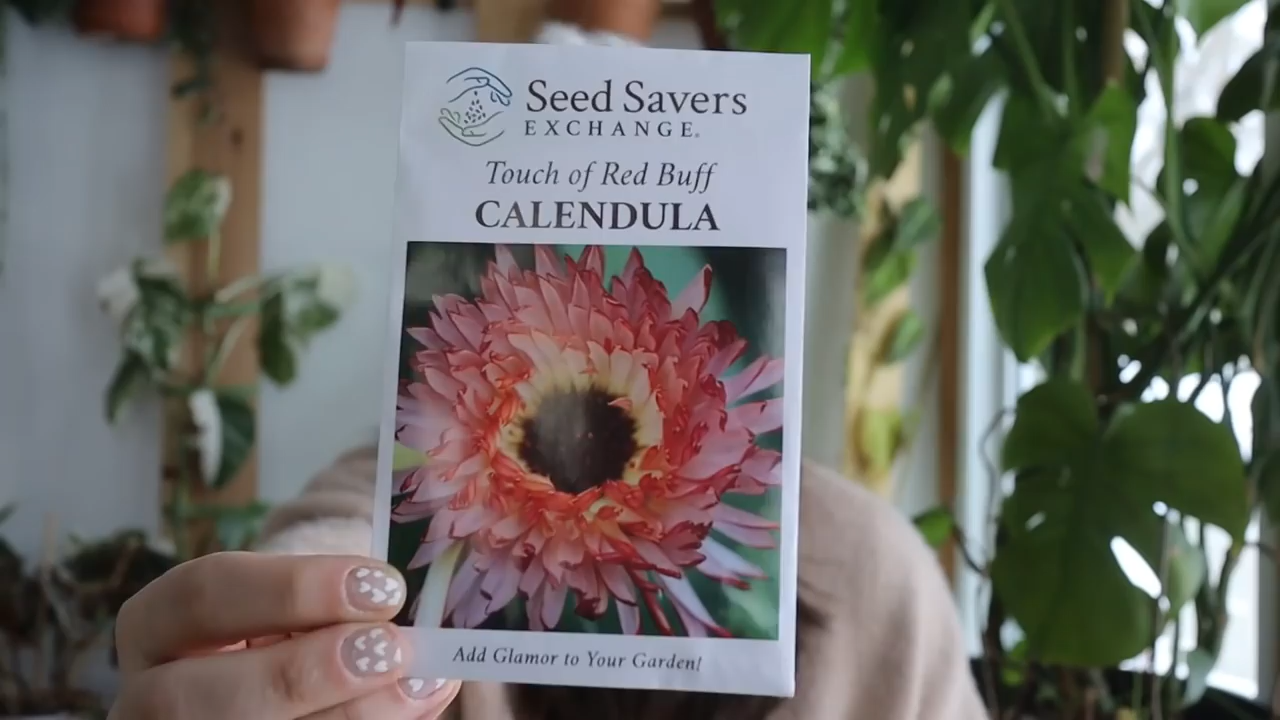 Seed Savers
EXCHANGE®
Touch of Red Buff
CALENDULA
Add Glamor to Your Garden!